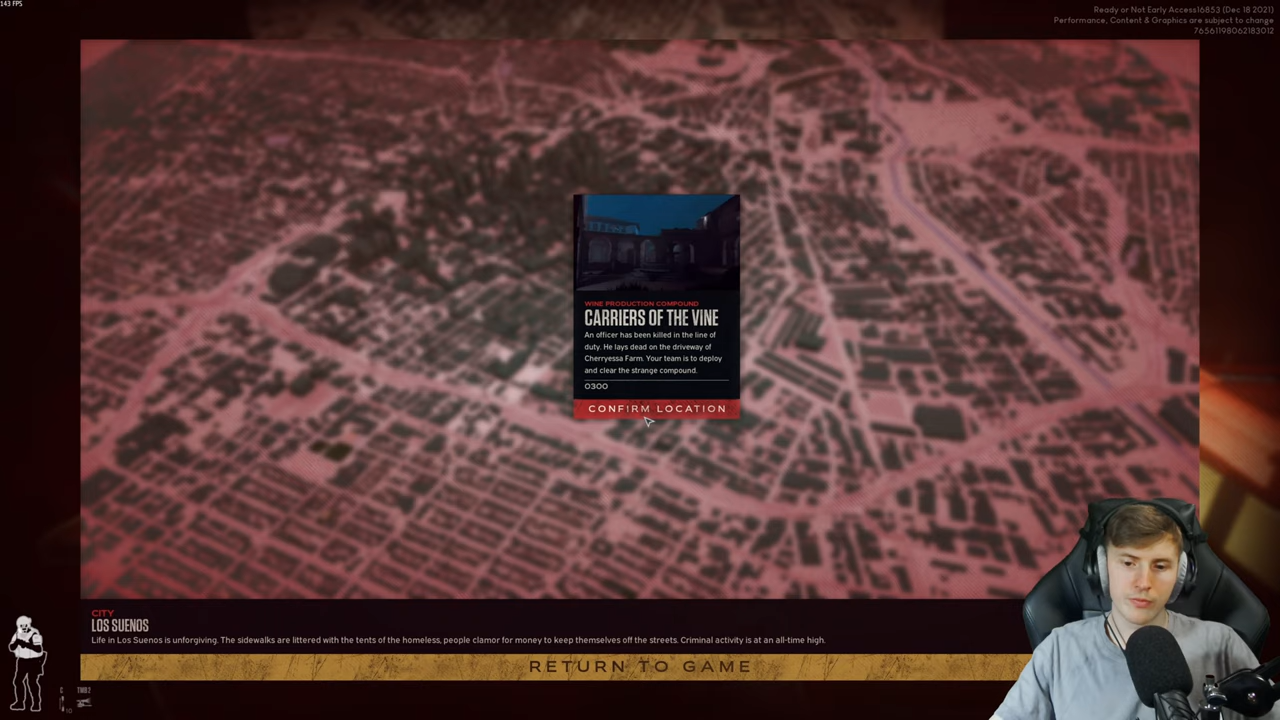 143 FPS
Ready or Not Early Access16853 (Dec 18 2021)
Performance, Content & Graphics are subject to change
76561198062183012
WINE PRODUCTION COMPOUND
CARRIERS OF THE VINE
An officer has been killed in the line of
duty. He lays dead on the driveway of
Cherryessa Farm. Your team is to deploy
and clear the strange compound.
0300
CONFIRM LOCATION
CITY
LOS SUENOS
Life in Los Suenos is unforgiving. The sidewalks are littered with the tents of the homeless, people clamor for money to keep themselves off the streets. Criminal activity is at an all-time high.
RETURN TO GAME